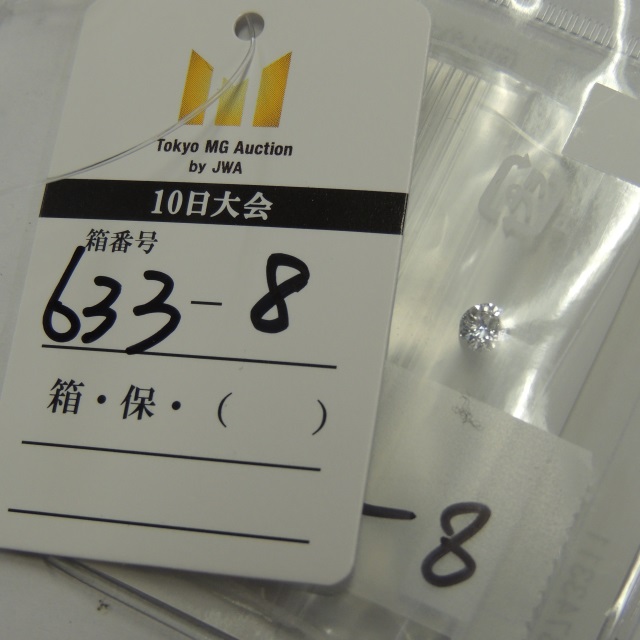 Tokyo MG Auction
by JWA
10日大会
箱番号
633-8
箱・保・(　　)
-8